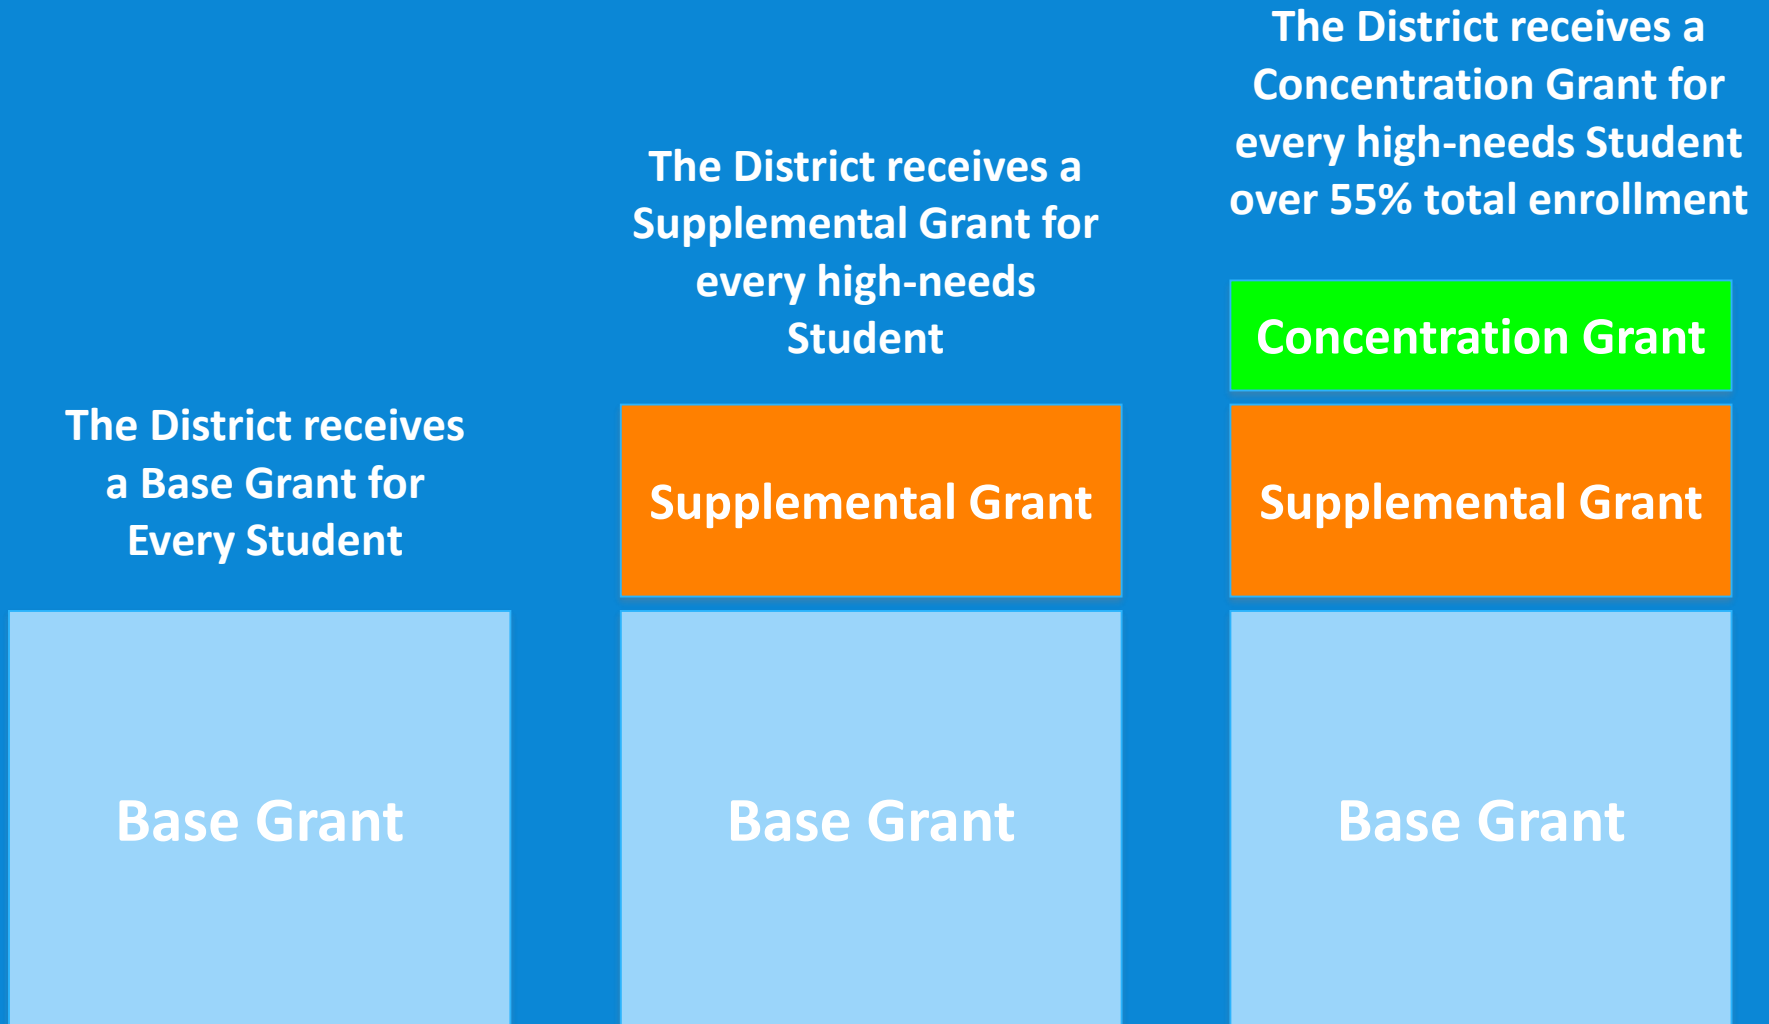 The District receives
a Base Grant for
Every Student
Base Grant
The District receives a
Supplemental Grant for
every high-needs
Student
Supplemental Grant
Base Grant
The District receives a
Concentration Grant for
every high-needs Student
over 55% total enrollment
Concentration Grant
Supplemental Grant
Base Grant